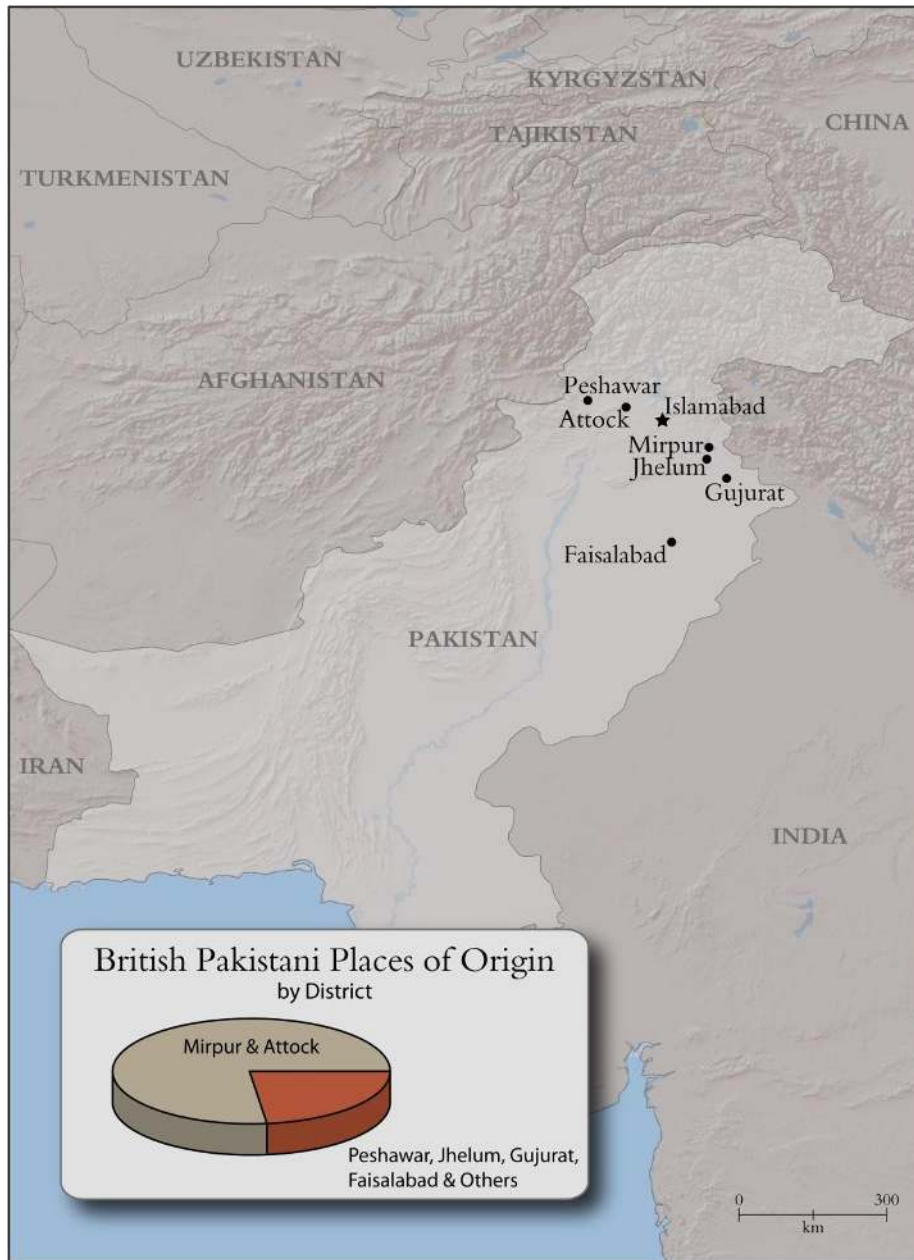 UZBEKISTAN
KYRGYZSTAN
CHINA
TAJIKISTAN
TURKMENISTAN
AFGHANISTAN
Peshawar
Islamabad
Attock
Mirpur
Jhelum
Gujurat
Faisalabad
PAKISTAN
IRAN
INDIA
British Pakistani Places of Origin
by District
Mirpur & Attock
Peshawar, Jhelum, Gujurat,
Faisalabad & Others
0 300
km